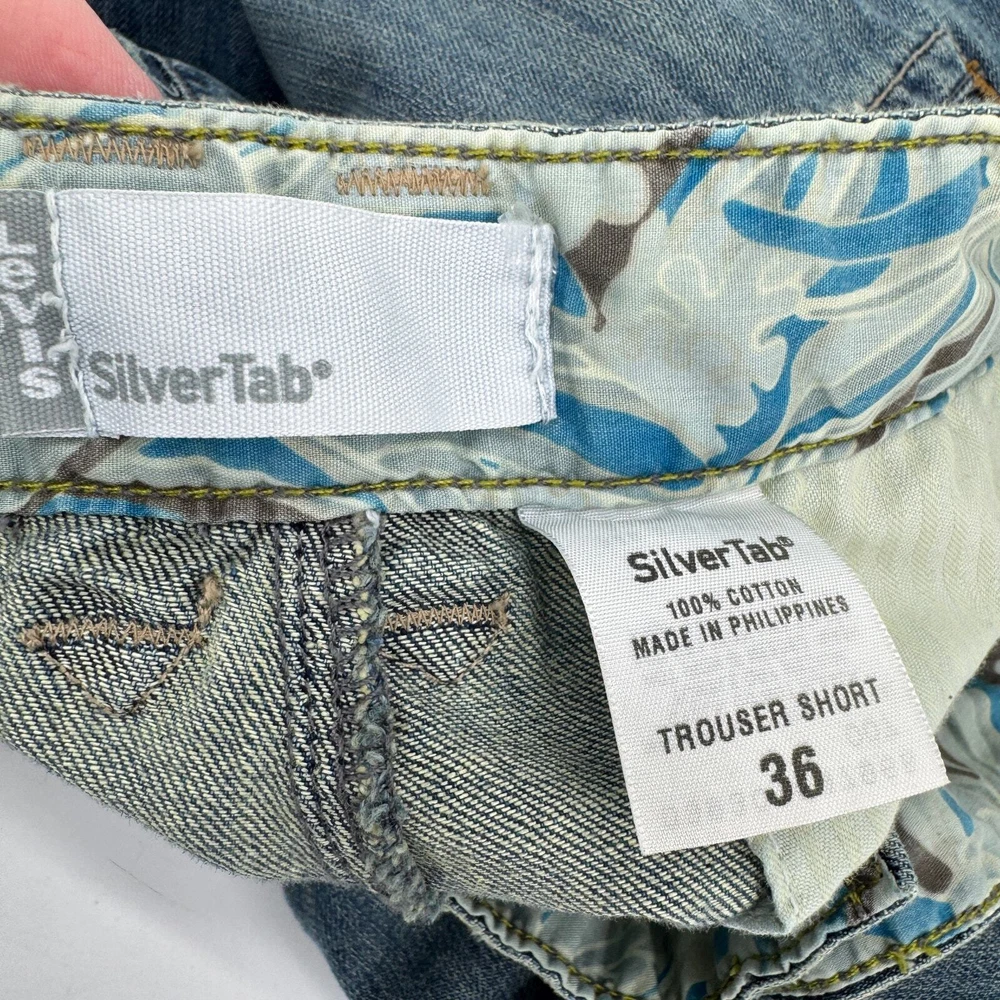 Levi's
SilverTab®
SilverTab®
100% COTTON
MADE IN PHILIPPINES
TROUSER SHORT
36